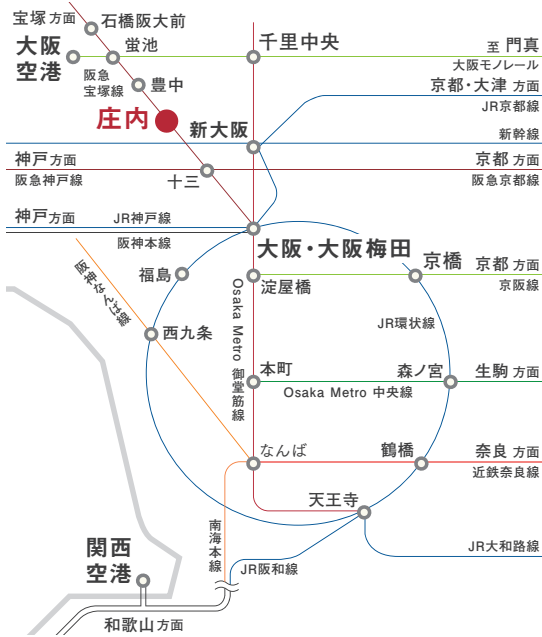 宝塚方面
石橋阪大前
大阪
空港
蛍池
千里中央
至 門真
大阪モノレール
阪急
宝塚線
豊中
京都・大津 方面
JR京都線
庄内
新大阪
新幹線
神戸方面
阪急神戸線
十三
京都 方面
阪急京都線
神戸方面
JR神戸線
阪神本線
大阪・大阪梅田
阪神なんば線
福島
淀屋橋
京橋
京都 方面
京阪線
Osaka Metro 御堂筋線
JR環状線
西九条
本町
森ノ宮
生駒 方面
Osaka Metro 中央線
なんば
鶴橋
奈良 方面
近鉄奈良線
天王寺
南海本線
JR大和路線
関西
空港
JR阪和線
和歌山方面